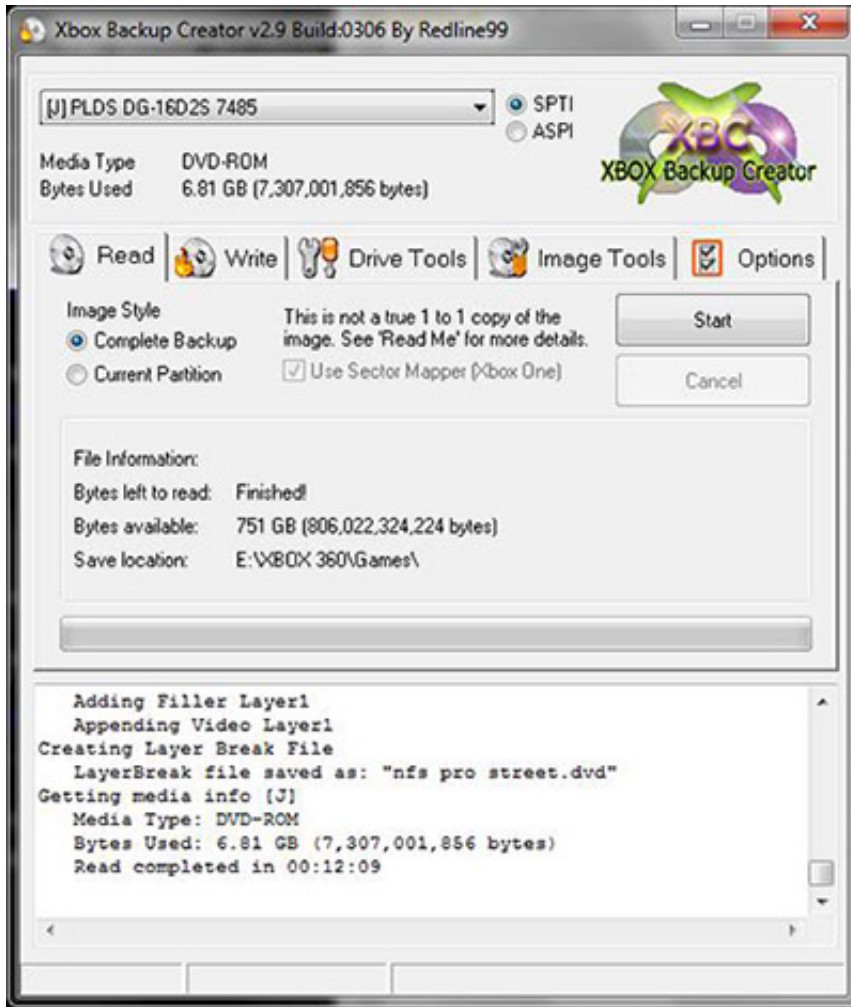 Xbox Backup Creator v2.9 Build:0306 By Redline99
[J] PLDS DG-16D2S 7485
SPTI
ASPI
XBC
XBOX Backup Creator
Media Type DVD-ROM
Bytes Used 6.81 GB (7,307,001,856 bytes)
Read Write Drive Tools Image Tools Options
Image Style
Complete Backup
Current Partition
This is not a true 1 to 1 copy of the
image. See 'Read Me' for more details.
Use Sector Mapper (Xbox One)
Start
Cancel
File Information:
Bytes left to read: Finished!
Bytes available: 751 GB (806,022,324,224 bytes)
Save location: E:\XBOX 360\Games\
Adding Filler Layer1
Appending Video Layer1
Creating Layer Break File
LayerBreak file saved as: "nfs pro street.dvd"
Getting media info [J]
Media Type: DVD-ROM
Bytes Used: 6.81 GB (7,307,001,856 bytes)
Read completed in 00:12:09